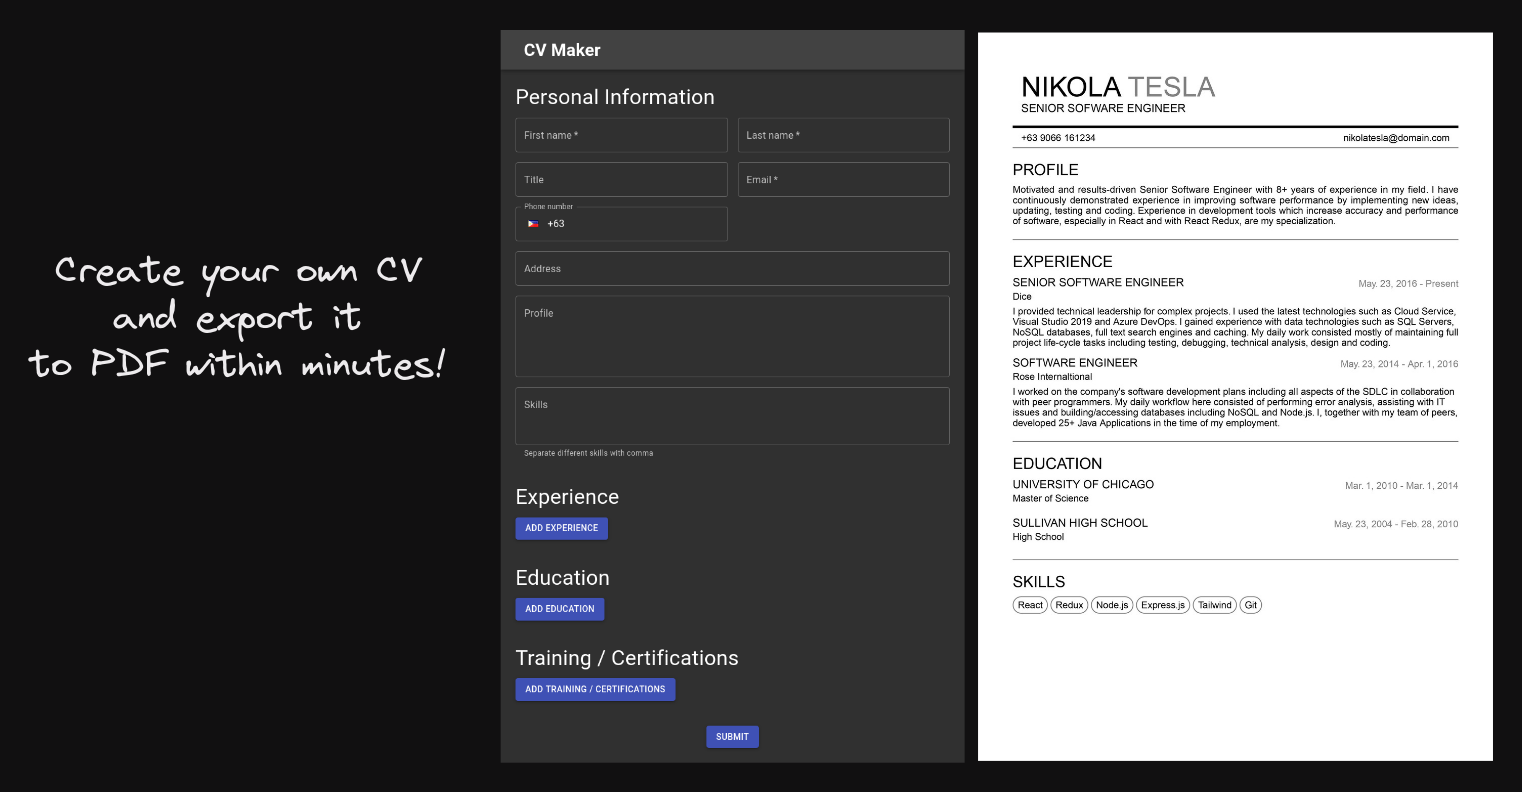 Create your own CV
and export it
to PDF within minutes!
CV Maker
Personal Information
First name *
Last name *
Title
Email *
Phone number
+63
Address
Profile
Skills
Separate different skills with comma
Experience
ADD EXPERIENCE
Education
ADD EDUCATION
Training / Certifications
ADD TRAINING / CERTIFICATIONS
SUBMIT
NIKOLA TESLA
SENIOR SOFWARE ENGINEER
+63 9066 161234
nikolatesla@domain.com
PROFILE
Motivated and results-driven Senior Software Engineer with 8+ years of experience in my field. I have
continuously demonstrated experience in improving software performance by implementing new ideas,
updating, testing and coding. Experience in development tools which increase accuracy and performance
of software, especially in React and with React Redux, are my specialization.
EXPERIENCE
SENIOR SOFTWARE ENGINEER
May. 23, 2016 - Present
Dice
I provided technical leadership for complex projects. I used the latest technologies such as Cloud Service,
Visual Studio 2019 and Azure DevOps. I gained experience with data technologies such as SQL Servers,
NoSQL databases, full text search engines and caching. My daily work consisted mostly of maintaining full
project life-cycle tasks including testing, debugging, technical analysis, design and coding.
SOFTWARE ENGINEER
May. 23, 2014 - Apr. 1, 2016
Rose Internaltional
I worked on the company's software development plans including all aspects of the SDLC in collaboration
with peer programmers. My daily workflow here consisted of performing error analysis, assisting with IT
issues and building/accessing databases including NoSQL and Node.js. I, together with my team of peers,
developed 25+ Java Applications in the time of my employment.
EDUCATION
UNIVERSITY OF CHICAGO
Mar. 1, 2010 - Mar. 1, 2014
Master of Science
SULLIVAN HIGH SCHOOL
May. 23, 2004 - Feb. 28, 2010
High School
SKILLS
React Redux Node.js Express.js Tailwind Git